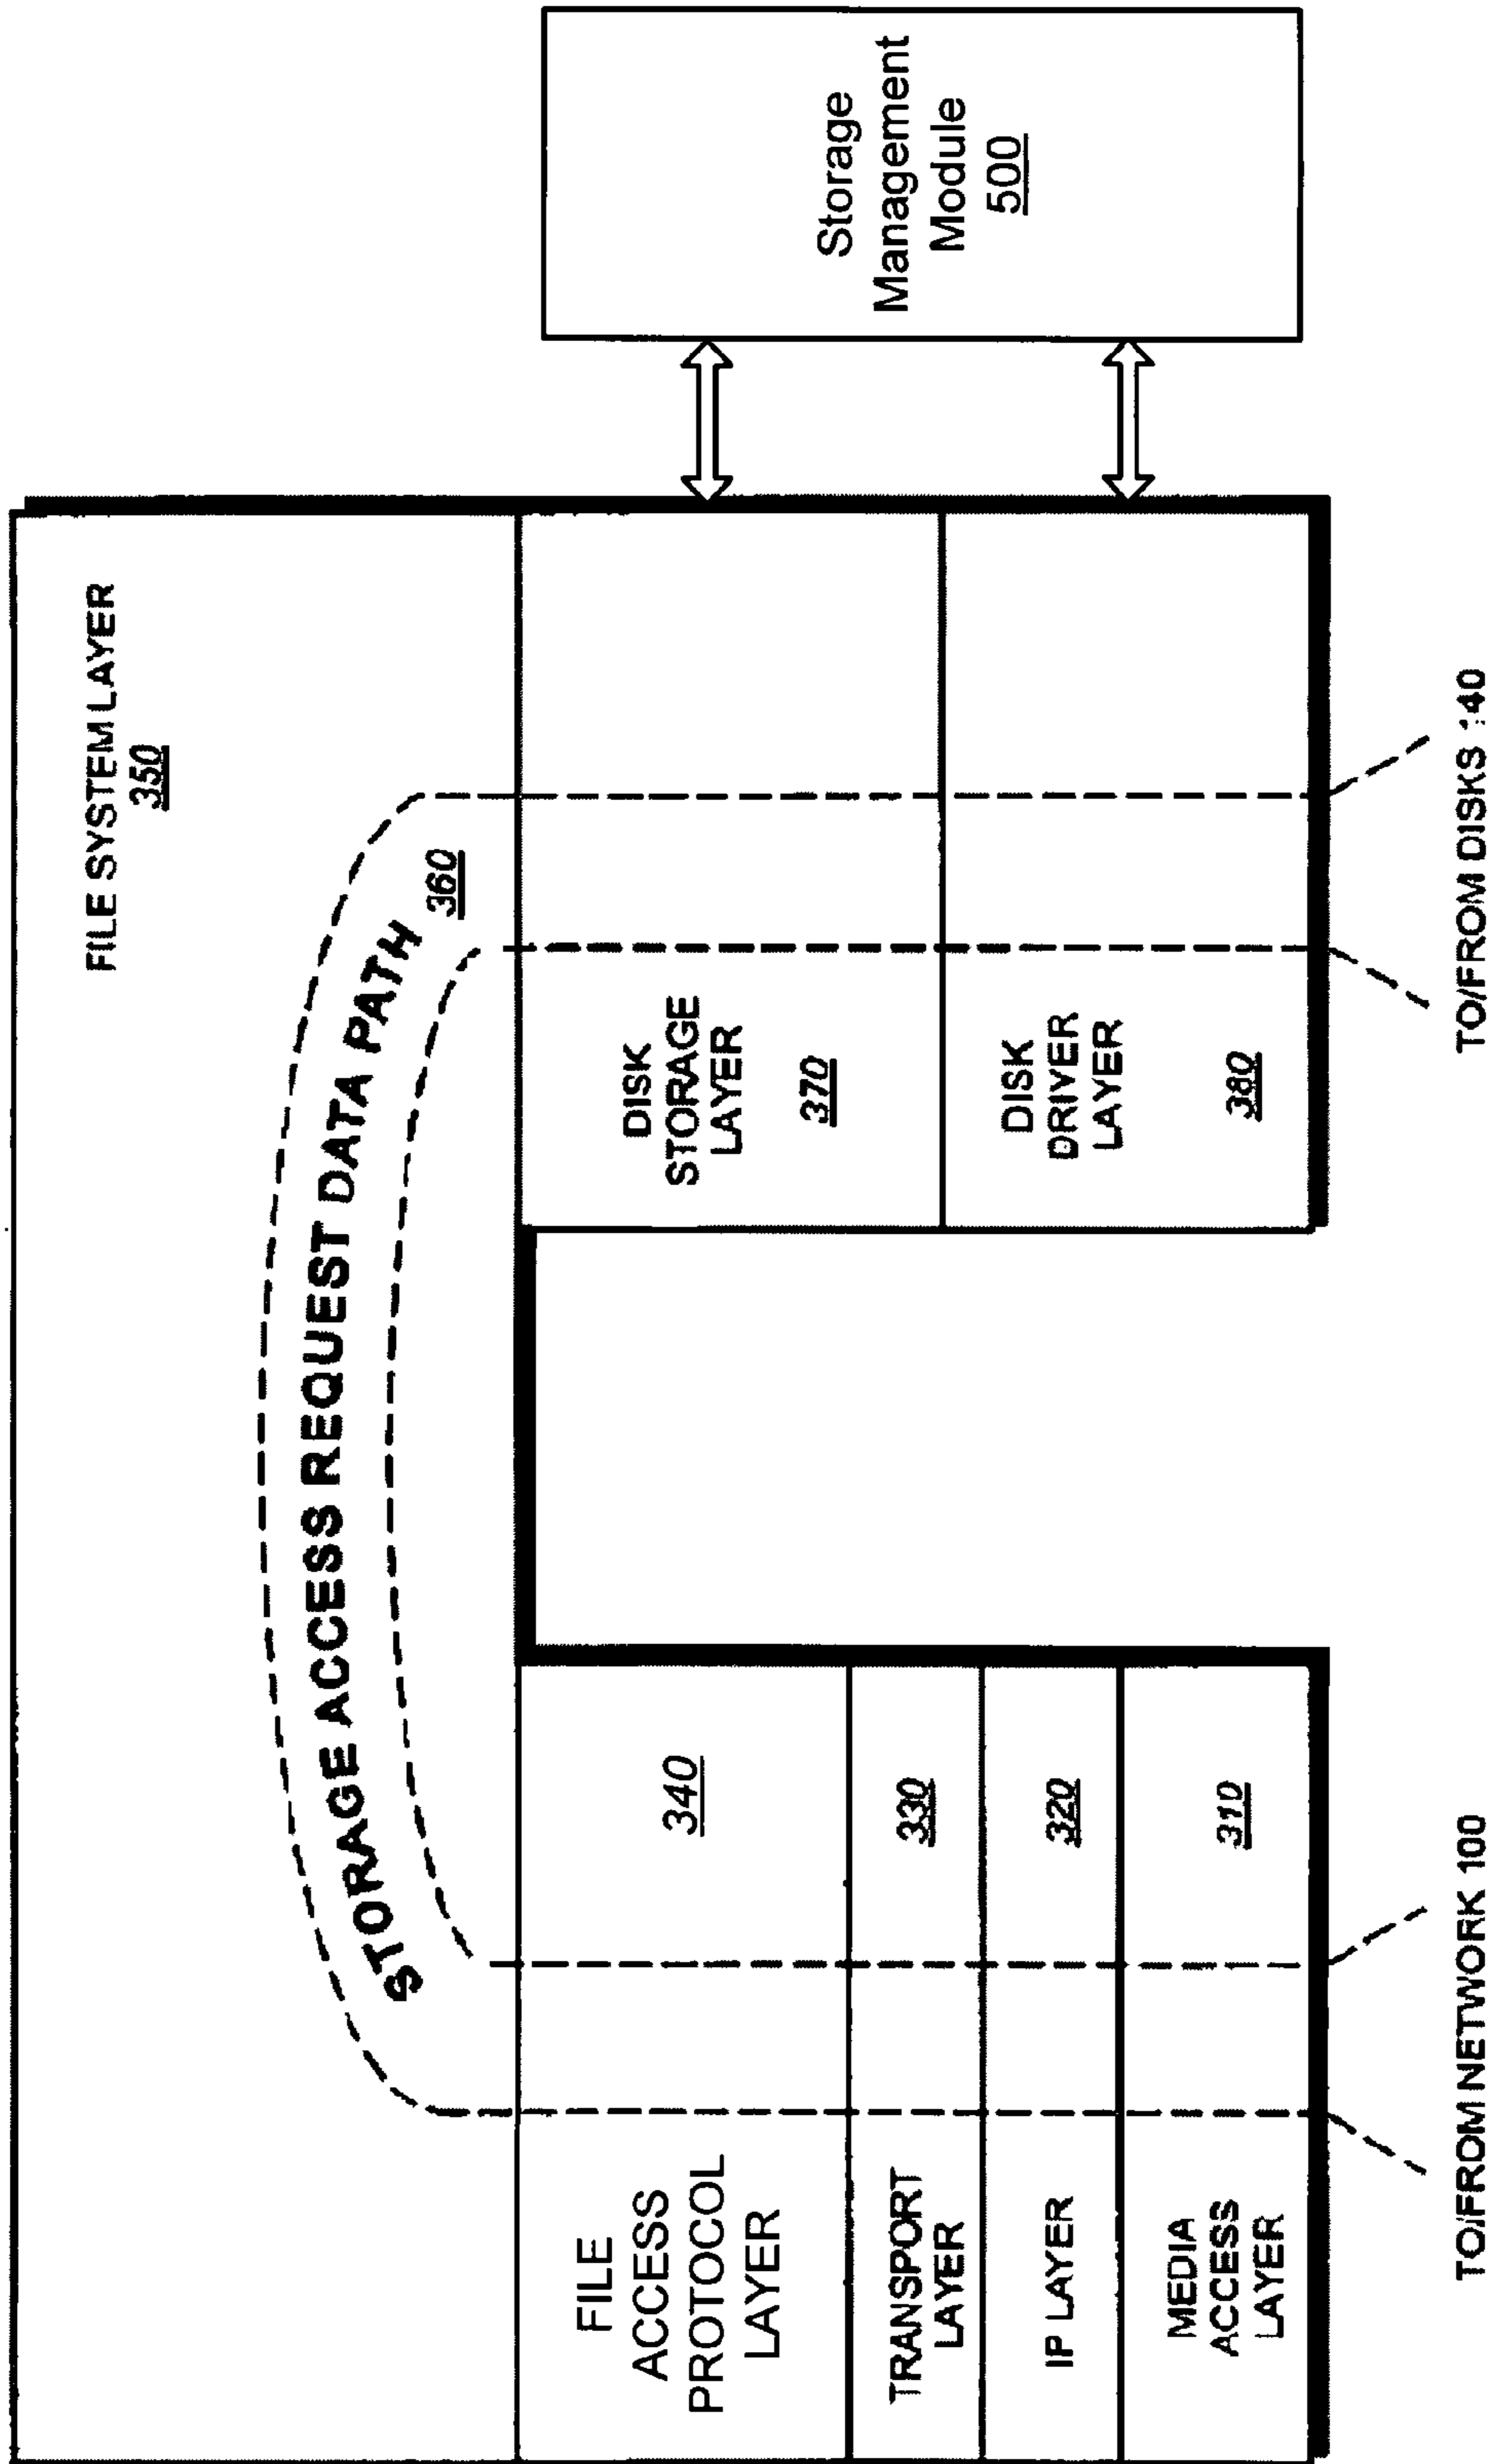 FILE SYSTEM LAYER
350
STORAGE ACCESS REQUEST DATA PATH
360
FILE
ACCESS
PROTOCOL
LAYER
340
TRANSPORT
LAYER
330
IP LAYER
320
MEDIA
ACCESS
LAYER
310
DISK
STORAGE
LAYER
370
DISK
DRIVER
LAYER
380
Storage
Management
Module
500
TO/FROM NETWORK 100
TO/FROM DISKS :40